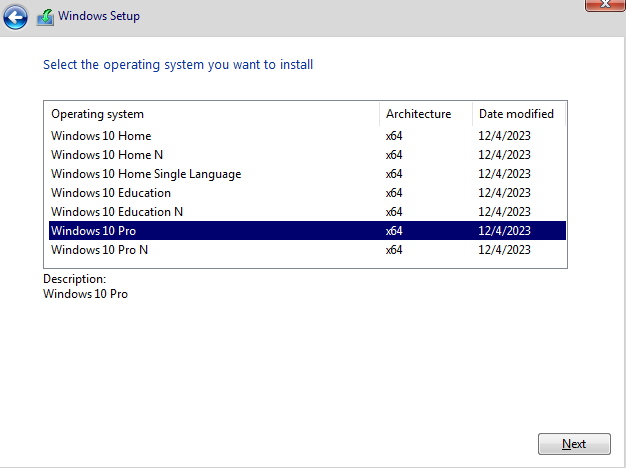 Windows Setup
Select the operating system you want to install
Operating system Architecture Date modified
Windows 10 Home x64 12/4/2023
Windows 10 Home N x64 12/4/2023
Windows 10 Home Single Language x64 12/4/2023
Windows 10 Education x64 12/4/2023
Windows 10 Education N x64 12/4/2023
Windows 10 Pro x64 12/4/2023
Windows 10 Pro N x64 12/4/2023
Description:
Windows 10 Pro
Next